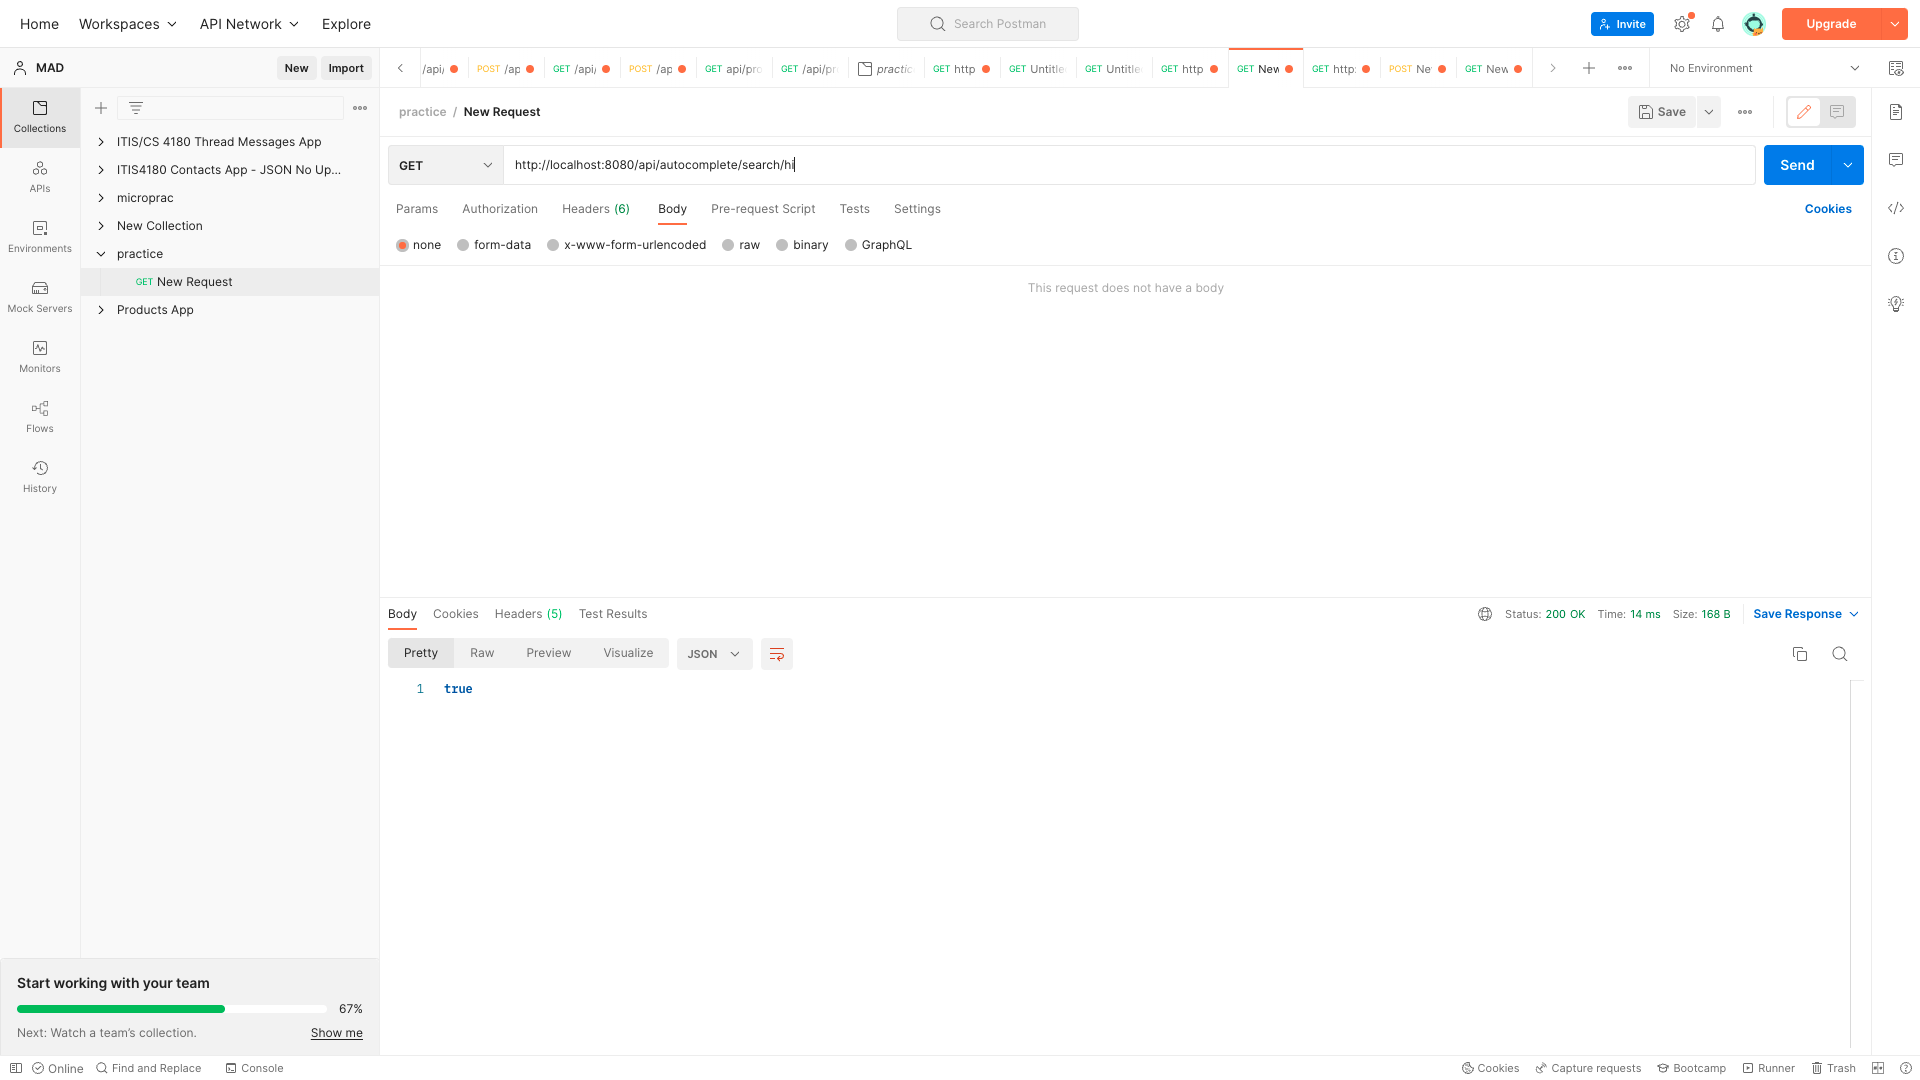 Home Workspaces API Network Explore Search Postman Invite Upgrade
MAD New Import
/api/ POST /ap GET /api/ POST /ap GET api/pro GET /api/pr practic GET http GET Untitle GET Untitle GET http GET New GET http: POST Ne GET New No Environment
Collections
APIs
Environments
Mock Servers
Monitors
Flows
History
ITIS/CS 4180 Thread Messages App
ITIS4180 Contacts App - JSON No Up...
microprac
New Collection
practice
GET New Request
Products App
practice / New Request Save
GET http://localhost:8080/api/autocomplete/search/hi Send
Params Authorization Headers (6) Body Pre-request Script Tests Settings Cookies
none form-data x-www-form-urlencoded raw binary GraphQL
This request does not have a body
Body Cookies Headers (5) Test Results Status: 200 OK Time: 14 ms Size: 168 B Save Response
Pretty Raw Preview Visualize JSON
1 true
Start working with your team
67%
Next: Watch a team's collection. Show me
Online Find and Replace Console Cookies Capture requests Bootcamp Runner Trash